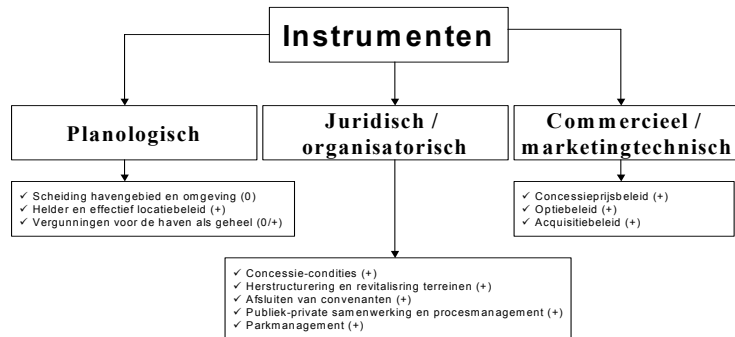 Instrumenten
Planologisch
Juridisch /
organisatorisch
Commercieel /
marketingtechnisch
✓ Scheiding havengebied en omgeving (0)
✓ Helder en effectief locatiebeleid (+)
✓ Vergunningen voor de haven als geheel (0/+)
✓ Concessieprijsbeleid (+)
✓ Optiebeleid (+)
✓ Acquisitiebeleid (+)
✓ Concessie-condities (+)
✓ Herstructurering en revitalisring terreinen (+)
✓ Afsluiten van convenanten (+)
✓ Publiek-private samenwerking en procesmanagement (+)
✓ Parkmanagement (+)